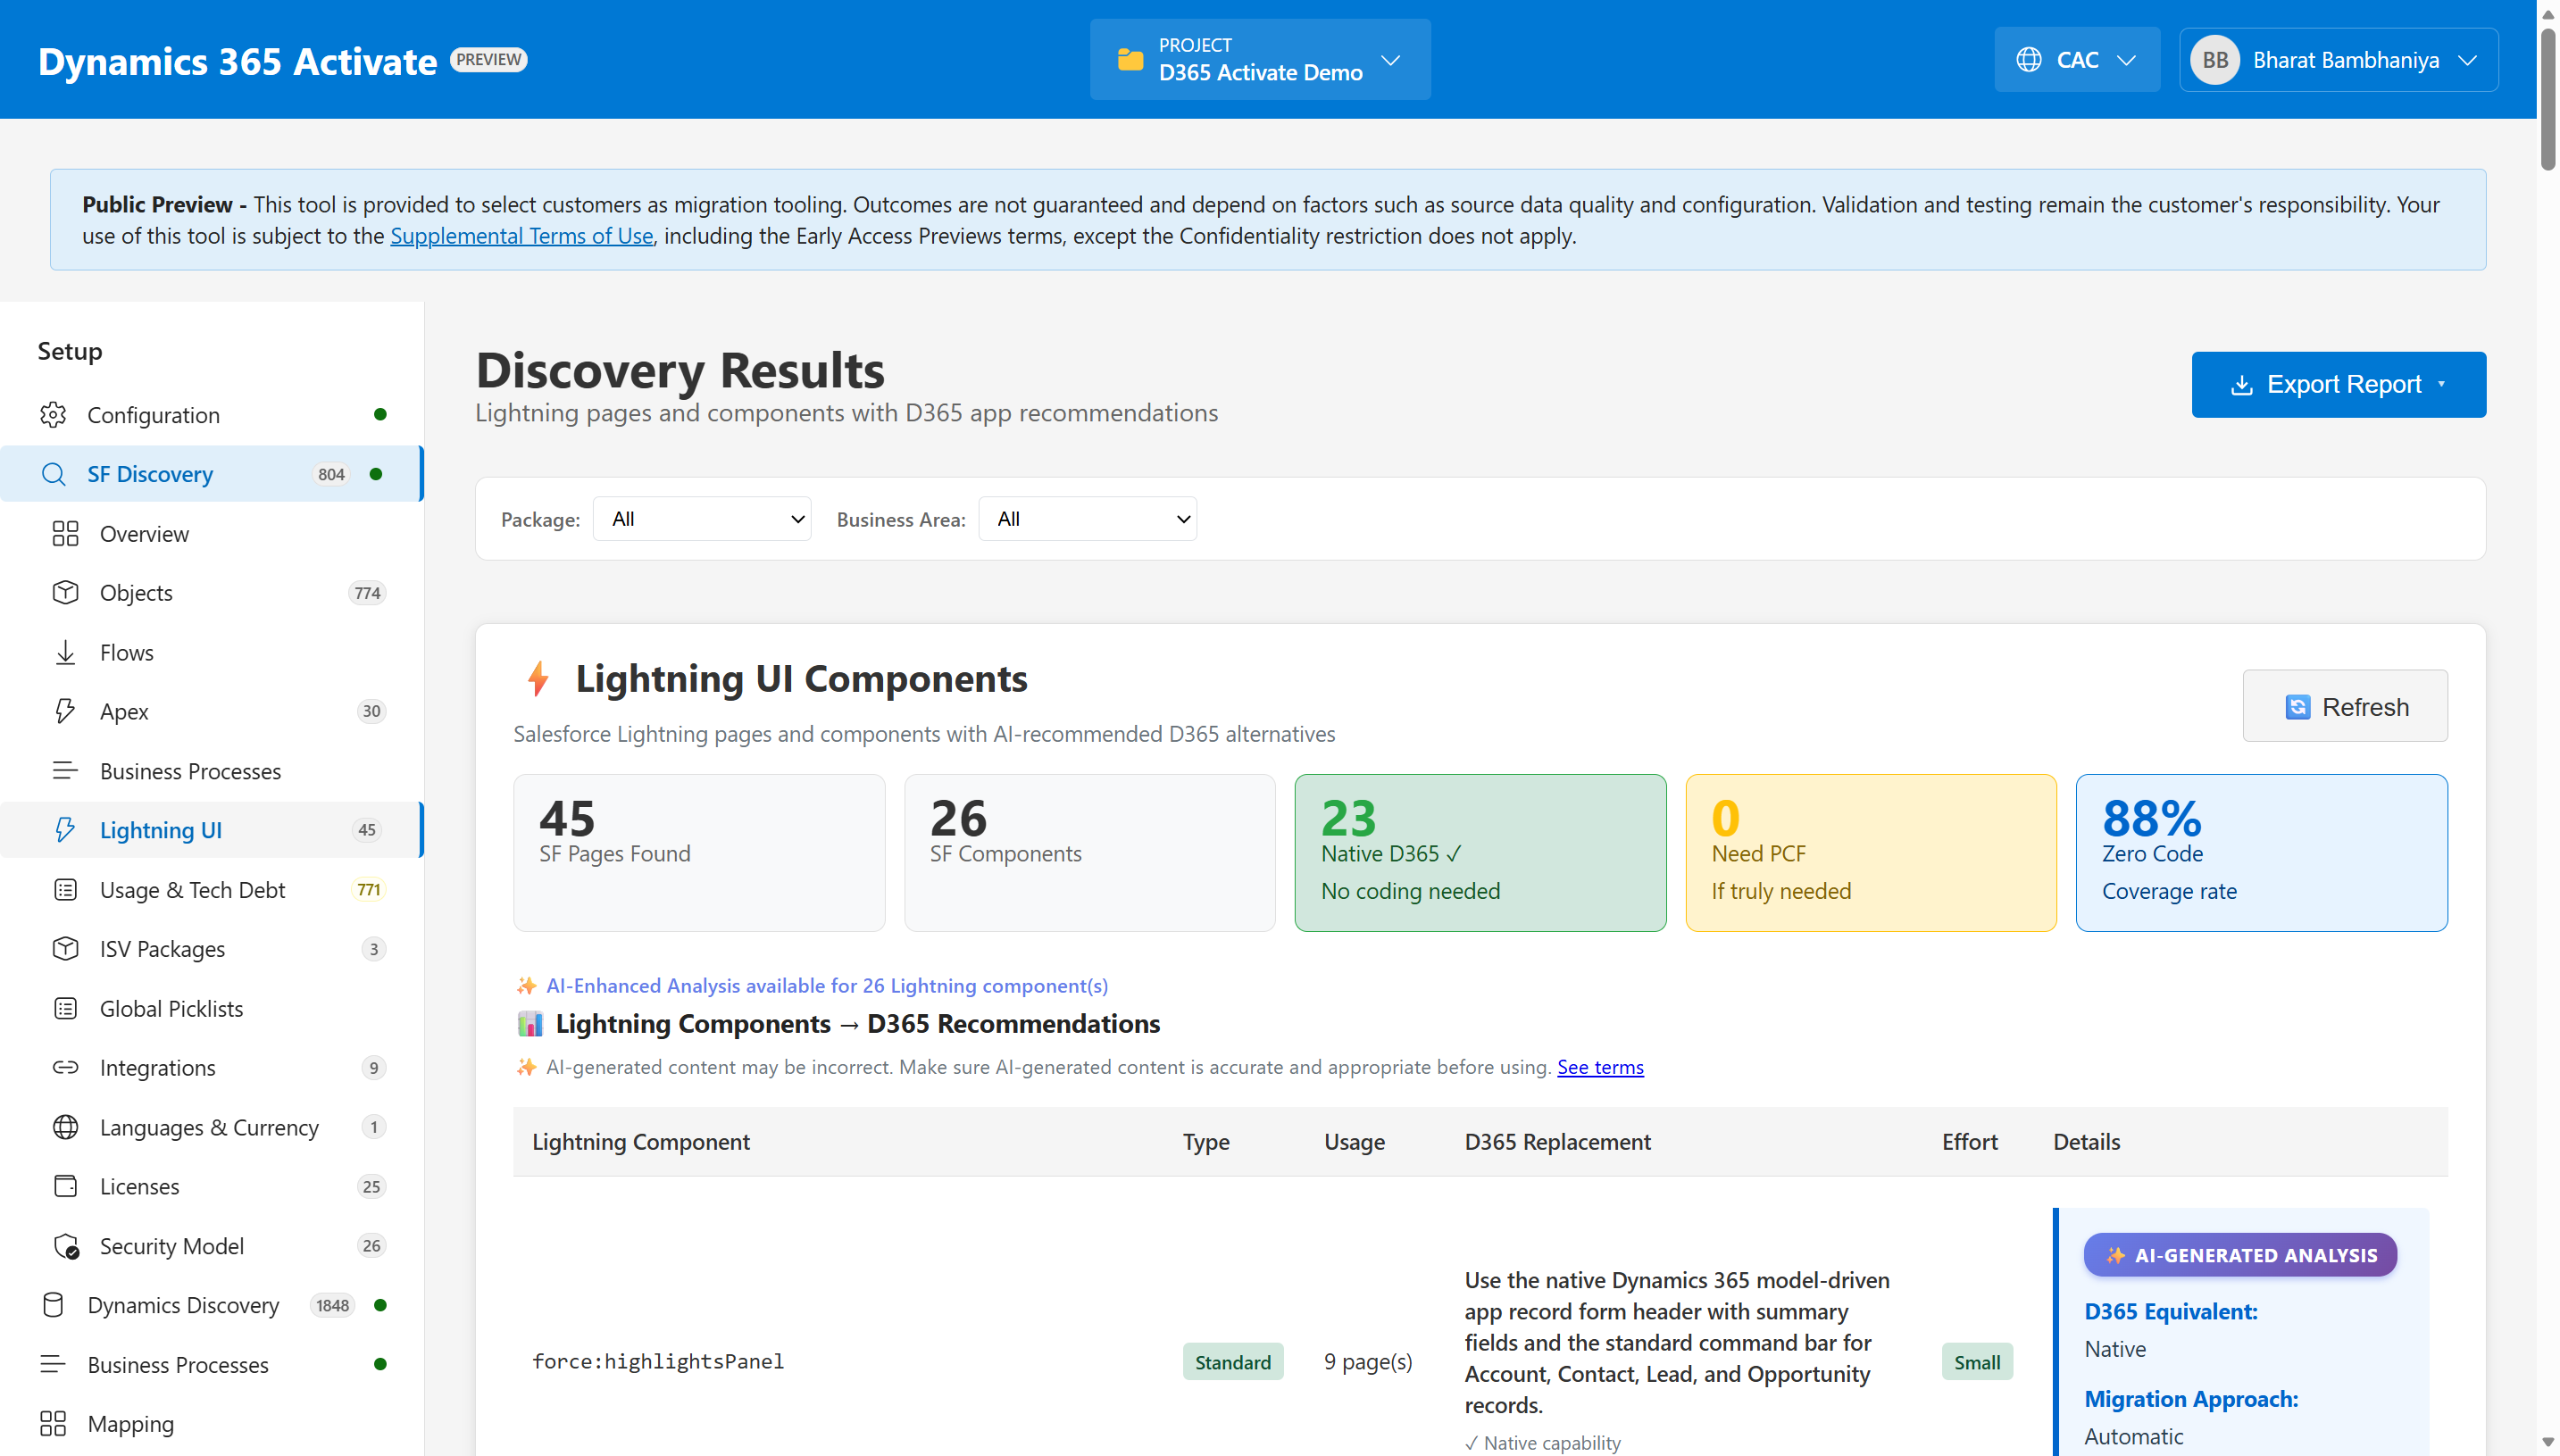 Dynamics 365 Activate PREVIEW
PROJECT
D365 Activate Demo
CAC
BB Bharat Bambhaniya
Public Preview - This tool is provided to select customers as migration tooling. Outcomes are not guaranteed and depend on factors such as source data quality and configuration. Validation and testing remain the customer's responsibility. Your
use of this tool is subject to the Supplemental Terms of Use, including the Early Access Previews terms, except the Confidentiality restriction does not apply.
Setup
Configuration
SF Discovery 804
Overview
Objects 774
Flows
Apex 30
Business Processes
Lightning UI 45
Usage & Tech Debt 771
ISV Packages 3
Global Picklists
Integrations 9
Languages & Currency 1
Licenses 25
Security Model 26
Dynamics Discovery 1848
Business Processes
Mapping
Discovery Results
Lightning pages and components with D365 app recommendations
Export Report
Package: All Business Area: All
Lightning UI Components
Salesforce Lightning pages and components with AI-recommended D365 alternatives
Refresh
45
SF Pages Found
26
SF Components
23
Native D365 ✓
No coding needed
0
Need PCF
If truly needed
88%
Zero Code
Coverage rate
AI-Enhanced Analysis available for 26 Lightning component(s)
Lightning Components → D365 Recommendations
AI-generated content may be incorrect. Make sure AI-generated content is accurate and appropriate before using. See terms
Lightning Component Type Usage D365 Replacement Effort Details
force:highlightsPanel
Standard
9 page(s)
Use the native Dynamics 365 model-driven
app record form header with summary
fields and the standard command bar for
Account, Contact, Lead, and Opportunity
records.
✓ Native capability
Small
AI-GENERATED ANALYSIS
D365 Equivalent:
Native
Migration Approach:
Automatic